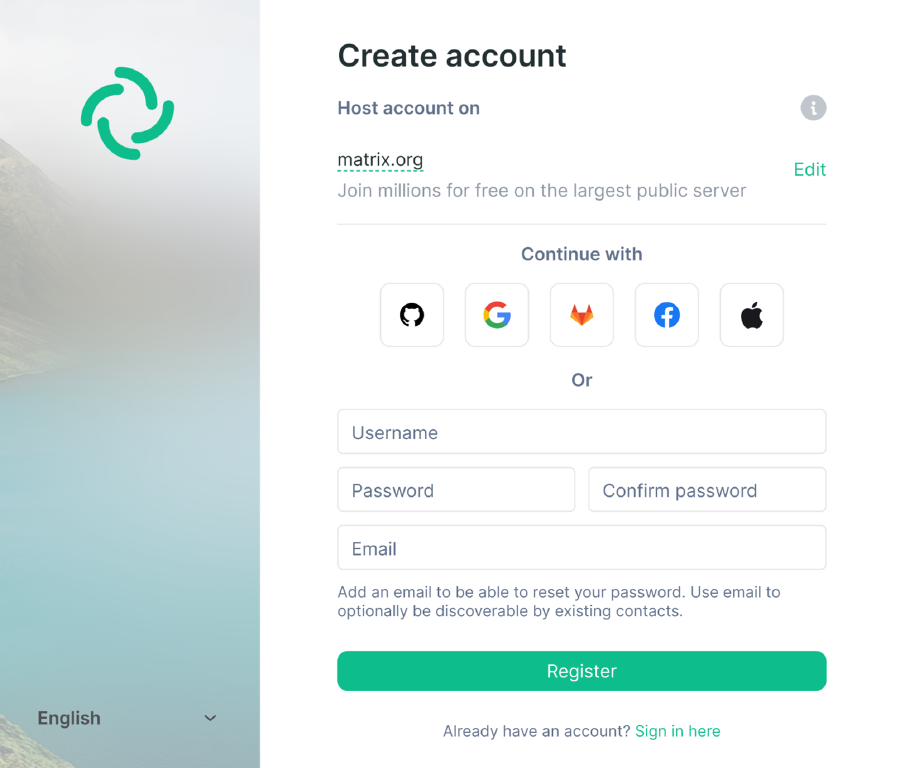 Create account
Host account on
matrix.org
Edit
Join millions for free on the largest public server
Continue with
Or
Username
Password
Confirm password
Email
Add an email to be able to reset your password. Use email to
optionally be discoverable by existing contacts.
Register
English
Already have an account? Sign in here